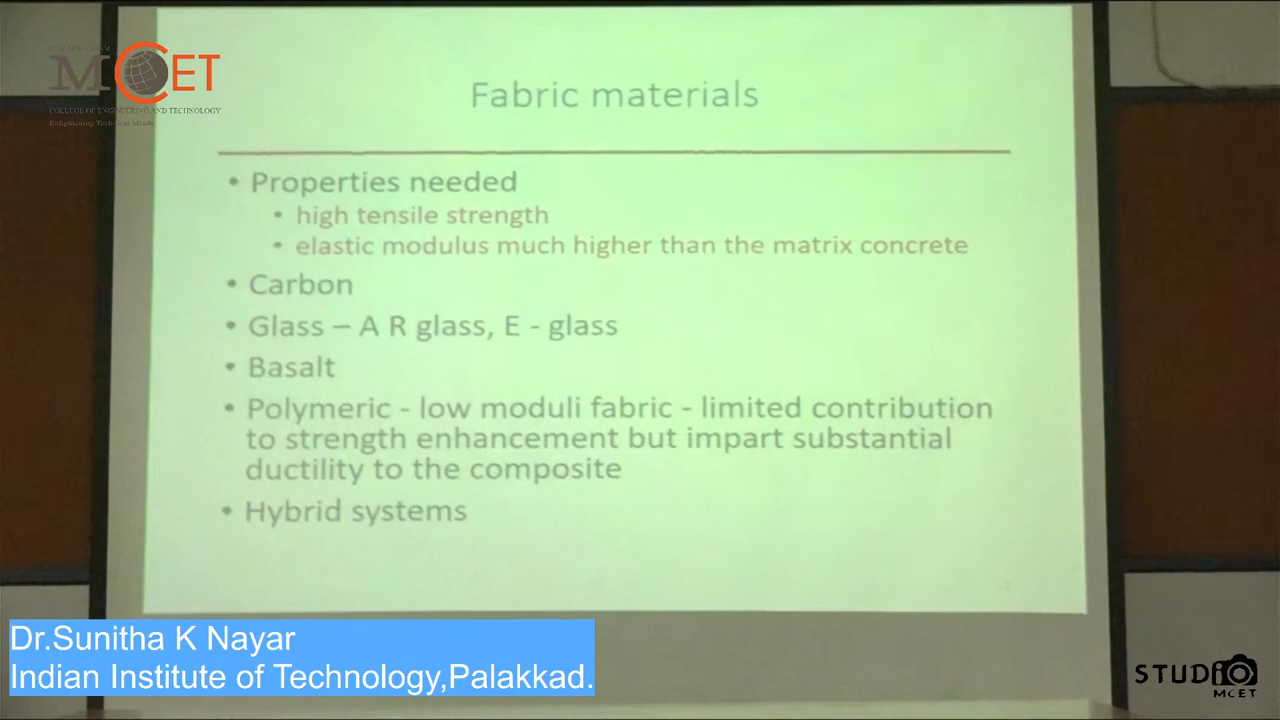 MCET
COLLEGE OF ENGINEERING AND TECHNOLOGY
Enlightening Technical Minds
Fabric materials
• Properties needed
• high tensile strength
• elastic modulus much higher than the matrix concrete
• Carbon
• Glass – A R glass, E - glass
• Basalt
• Polymeric - low moduli fabric - limited contribution
to strength enhancement but impart substantial
ductility to the composite
• Hybrid systems
Dr.Sunitha K Nayar
Indian Institute of Technology,Palakkad.
STUDIO
MCET